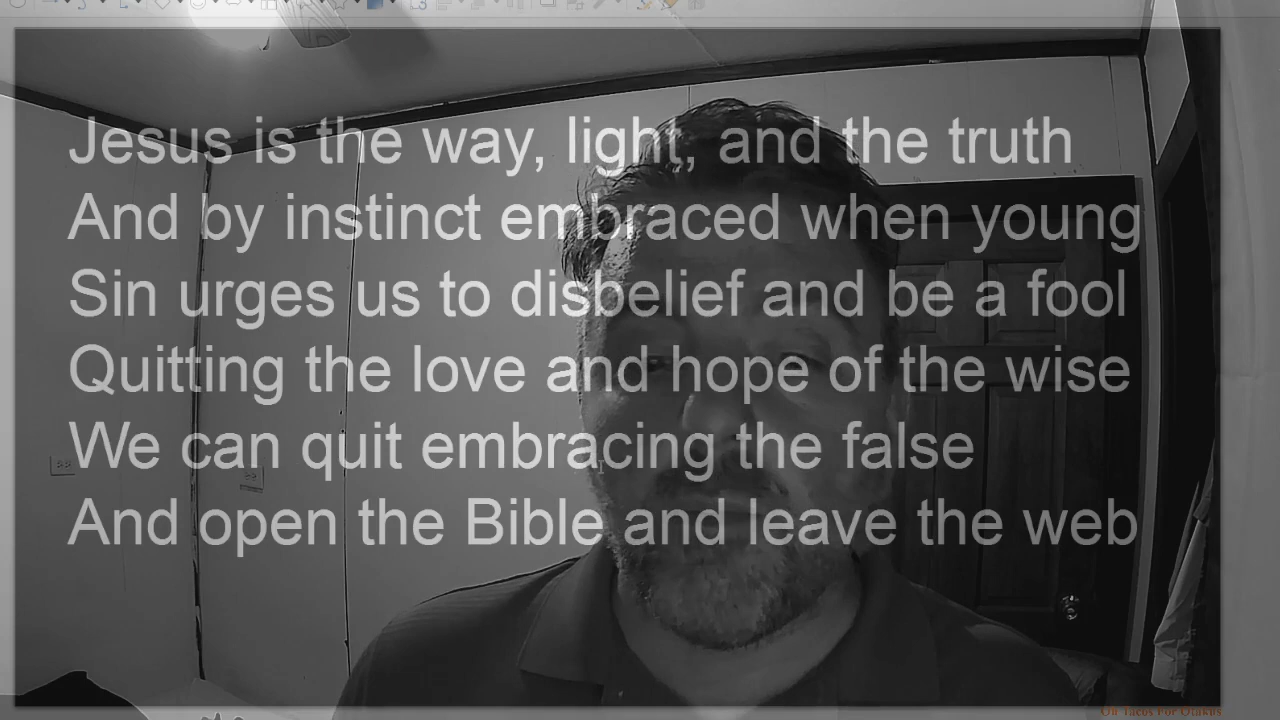 Jesus is the way, light, and the truth
And by instinct embraced when young
Sin urges us to disbelief and be a fool
Quitting the love and hope of the wise
We can quit embracing the false
And open the Bible and leave the web